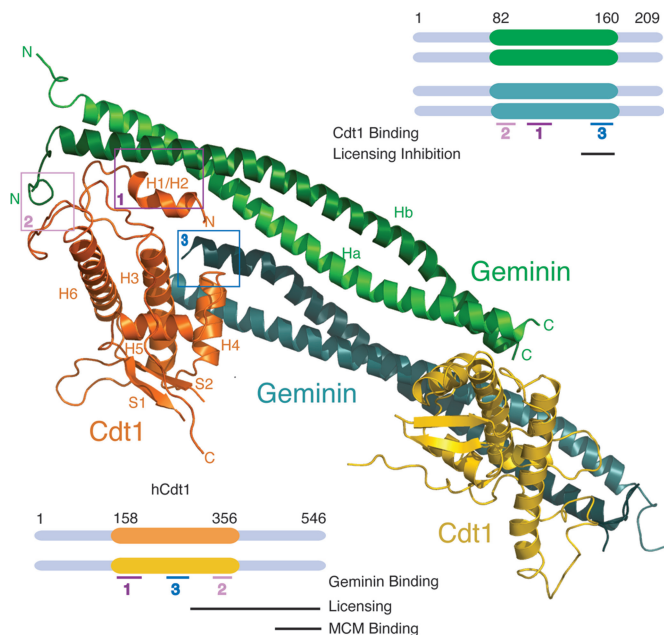 1 82 160 209
2 1 3
Cdt1 Binding
Licensing Inhibition
N
N
1
H1/H2
N
2
3
Hb
Ha
Geminin
H6
H3
H5
H4
C
C
S2
S1
Geminin
Cdt1
C
hCdt1
1 158 356 546
Cdt1
1 3 2
Geminin Binding
Licensing
MCM Binding